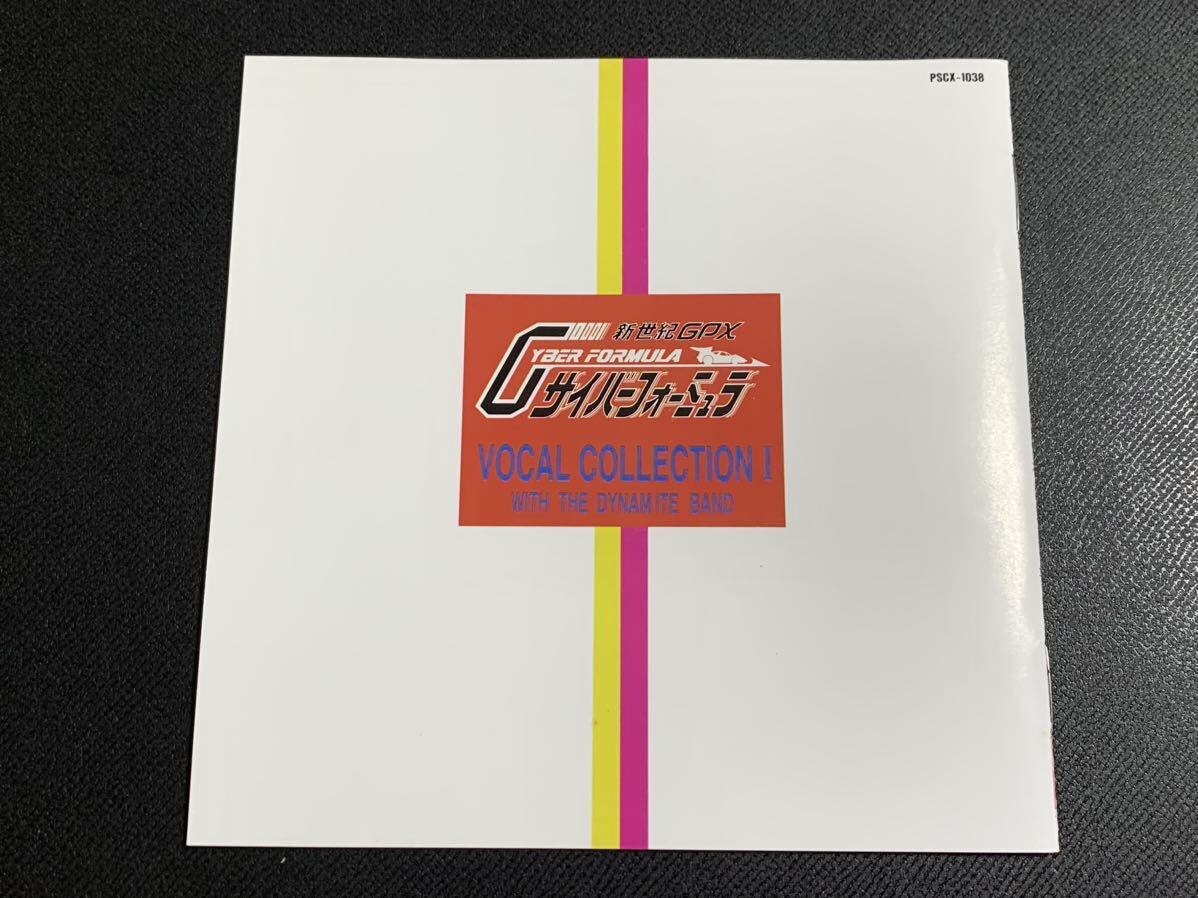 PSCX-1038
新世紀GPX
CYBER FORMULA
サイバーフォーミュラ
VOCAL COLLECTION I
WITH THE DYNAMITE BAND